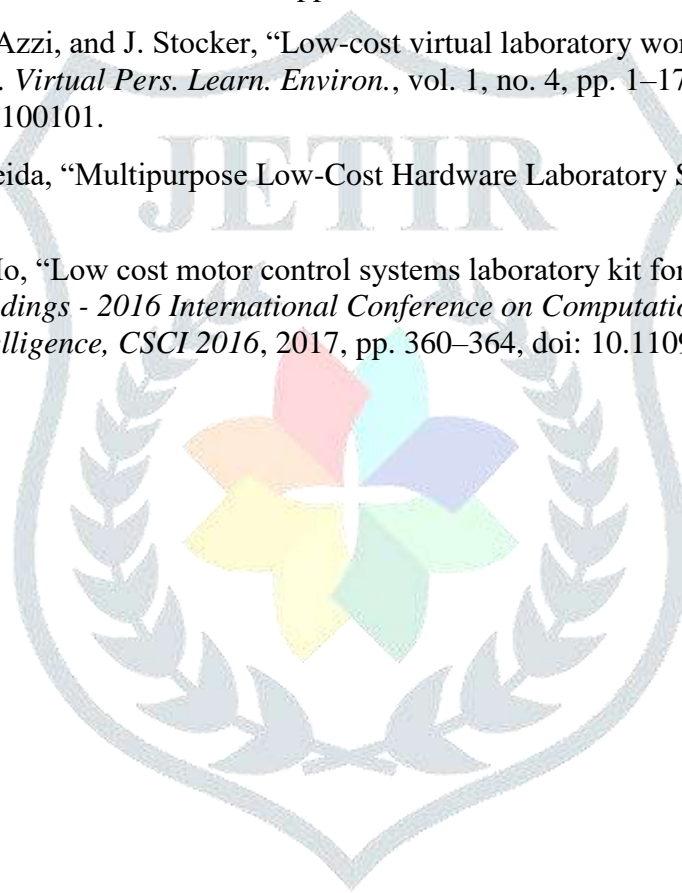 Azzi, and J. Stocker, “Low-cost virtual laboratory wor
. Virtual Pers. Learn. Environ., vol. 1, no. 4, pp. 1–17
100101.
JETIR
eida, “Multipurpose Low-Cost Hardware Laboratory S
Io, “Low cost motor control systems laboratory kit for
dings - 2016 International Conference on Computatio
lligence, CSCI 2016, 2017, pp. 360–364, doi: 10.1109